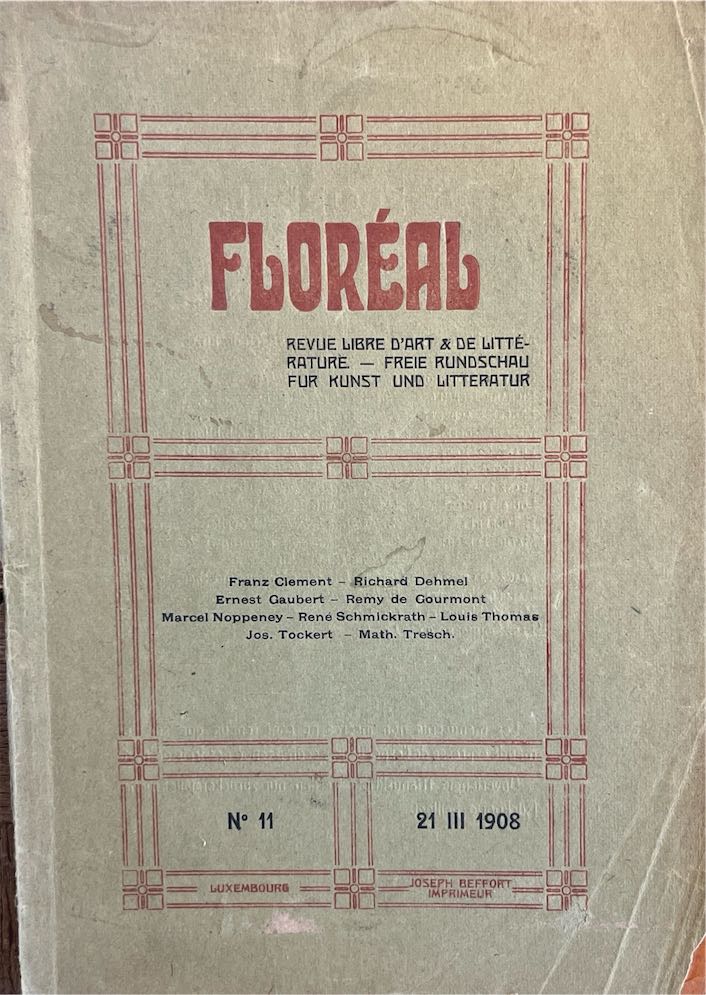 FLORÉAL
REVUE LIBRE D'ART & DE LITTÉ-
RATURE. — FREIE RUNDSCHAU
FUR KUNST UND LITTERATUR
Franz Clement – Richard Dehmel
Ernest Gaubert – Remy de Gourmont
Marcel Noppeney – René Schmickrath – Louis Thomas
Jos. Tockert – Math. Tresch.
Nº 11
21 III 1908
LUXEMBOURG
JOSEPH BEFFORT
IMPRIMEUR